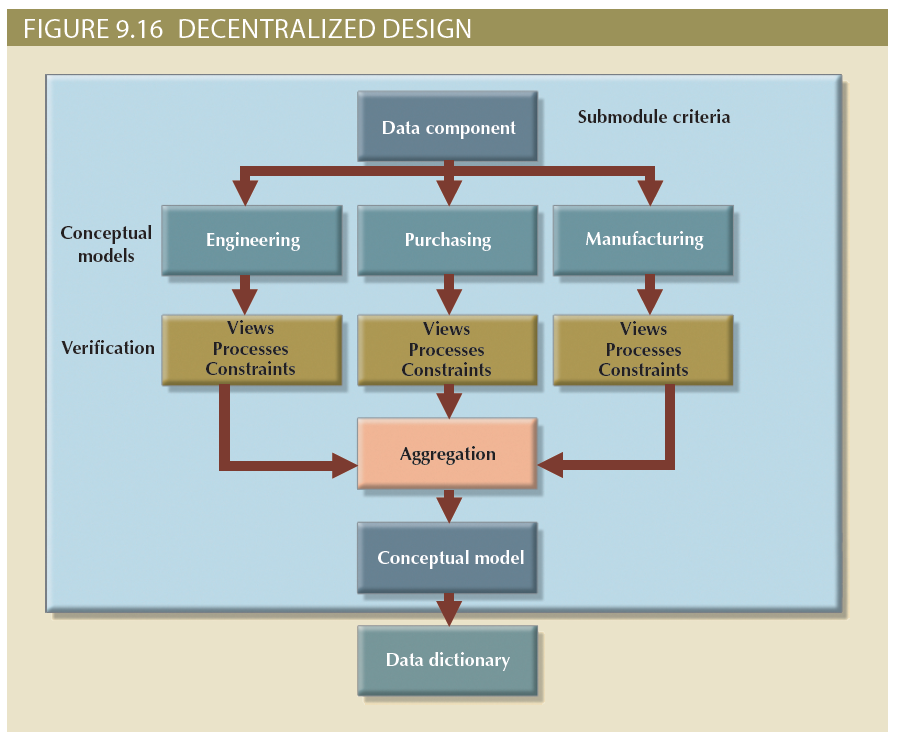 FIGURE 9.16 DECENTRALIZED DESIGN
Data component
Submodule criteria
Conceptual
models
Engineering
Purchasing
Manufacturing
Verification
Views
Processes
Constraints
Views
Processes
Constraints
Views
Processes
Constraints
Aggregation
Conceptual model
Data dictionary